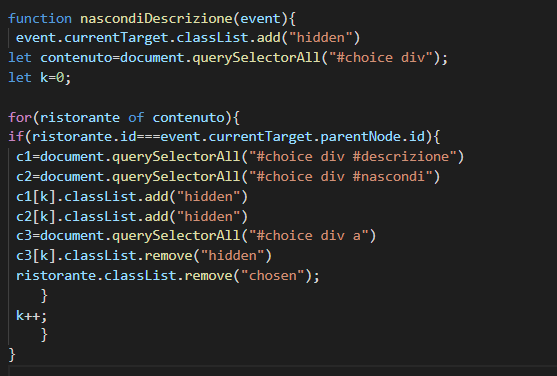 function nascondiDescrizione(event){
event.currentTarget.classList.add("hidden")
let contenuto=document.querySelectorAll("#choice div");
let k=0;
for(ristorante of contenuto){
if(ristorante.id===event.currentTarget.parentNode.id){
c1=document.querySelectorAll("#choice div #descrizione")
c2=document.querySelectorAll("#choice div #nascondi")
c1[k].classList.add("hidden")
c2[k].classList.add("hidden")
c3=document.querySelectorAll("#choice div a")
c3[k].classList.remove("hidden")
ristorante.classList.remove("chosen");
}
k++;
}
}